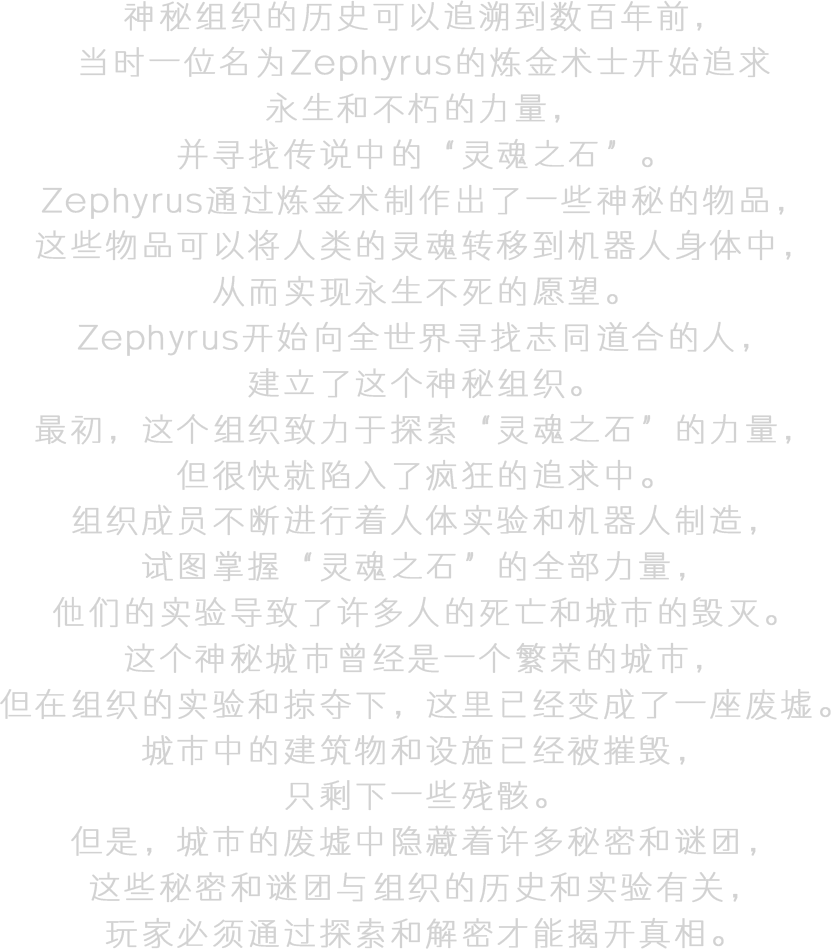 神秘组织的历史可以追溯到数百年前，
当时一位名为Zephyrus的炼金术士开始追求
永生和不朽的力量，
并寻找传说中的“灵魂之石”。
Zephyrus通过炼金术制作出了一些神秘的物品，
这些物品可以将人类的灵魂转移到机器人身体中，
从而实现永生不死的愿望。
Zephyrus开始向全世界寻找志同道合的人，
建立了这个神秘组织。
最初，这个组织致力于探索“灵魂之石”的力量，
但很快就陷入了疯狂的追求中。
组织成员不断进行着人体实验和机器人制造，
试图掌握“灵魂之石”的全部力量，
他们的实验导致了许多人的死亡和城市的毁灭。
这个神秘城市曾经是一个繁荣的城市，
但在组织的实验和掠夺下，这里已经变成了一座废墟。
城市中的建筑物和设施已经被摧毁，
只剩下一些残骸。
但是，城市的废墟中隐藏着许多秘密和谜团，
这些秘密和谜团与组织的历史和实验有关，
玩家必须通过探索和解密才能揭开真相。